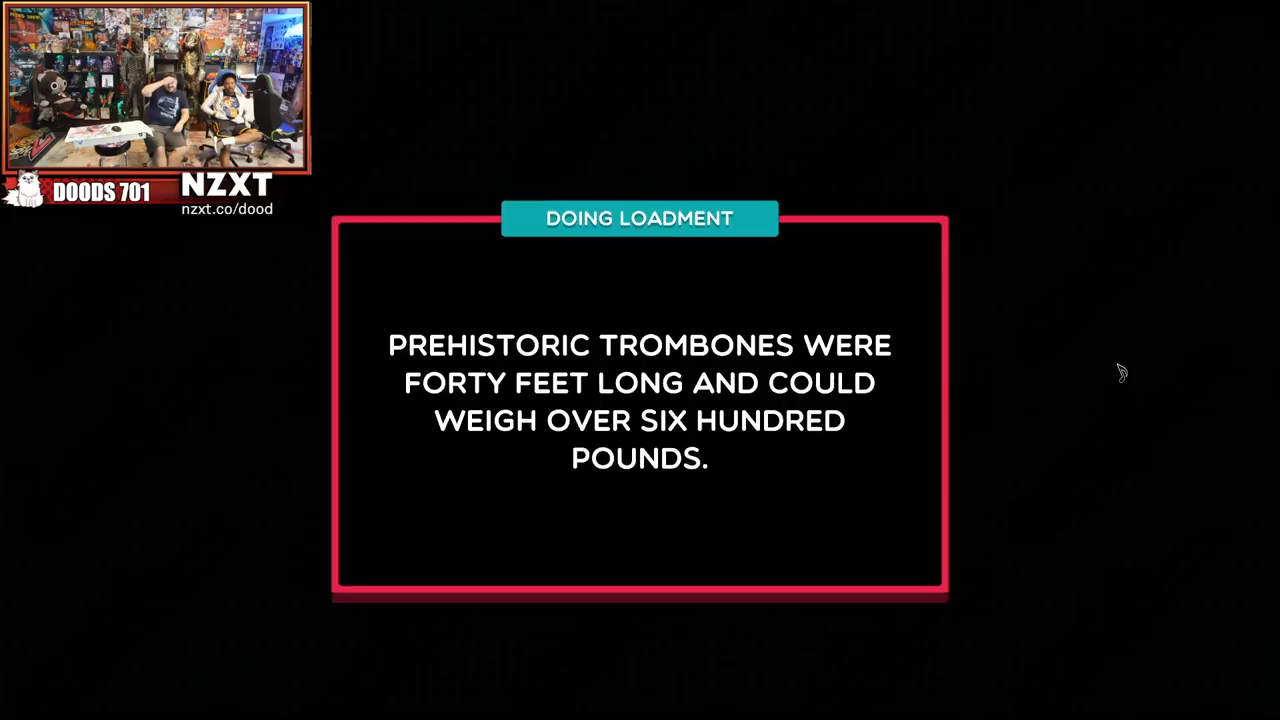 DOODS 701
NZXT
nzxt.co/dood
DOING LOADMENT
PREHISTORIC TROMBONES WERE
FORTY FEET LONG AND COULD
WEIGH OVER SIX HUNDRED
POUNDS.